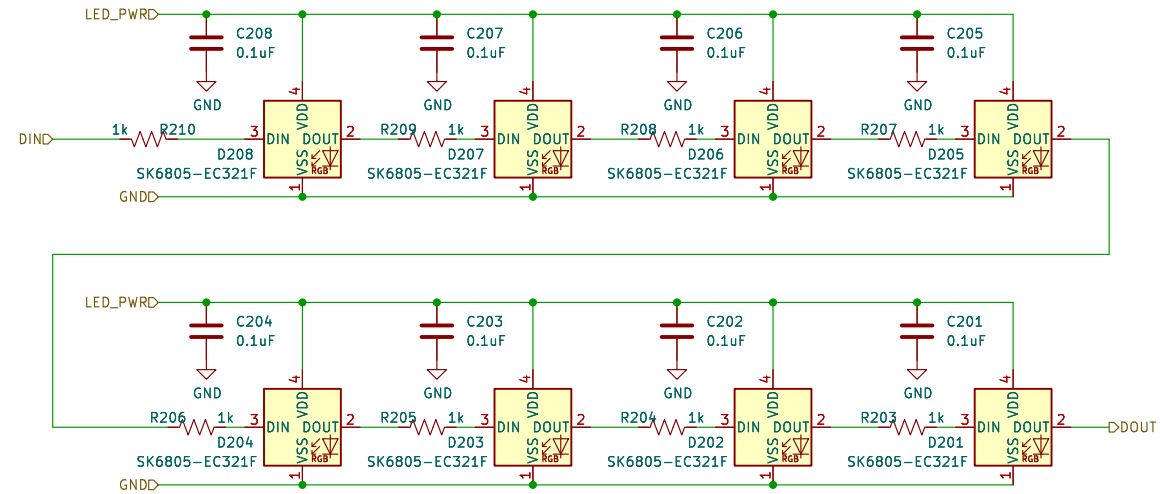 LED_PWR
C208
0.1uF
C207
0.1uF
C206
0.1uF
C205
0.1uF
GND
GND
GND
GND
4
4
4
4
DIN
1k
R210
3
DIN
VDD
DOUT
2
VSS
RGB
1
D208
SK6805-EC321F
R209
1k
3
DIN
VDD
DOUT
2
VSS
RGB
1
D207
SK6805-EC321F
R208
1k
3
DIN
VDD
DOUT
2
VSS
RGB
1
D206
SK6805-EC321F
R207
1k
3
DIN
VDD
DOUT
2
VSS
RGB
1
D205
SK6805-EC321F
GND
LED_PWR
C204
0.1uF
C203
0.1uF
C202
0.1uF
C201
0.1uF
GND
GND
GND
GND
4
4
4
4
R206
1k
3
DIN
VDD
DOUT
2
VSS
RGB
1
D204
SK6805-EC321F
R205
1k
3
DIN
VDD
DOUT
2
VSS
RGB
1
D203
SK6805-EC321F
R204
1k
3
DIN
VDD
DOUT
2
VSS
RGB
1
D202
SK6805-EC321F
R203
1k
3
DIN
VDD
DOUT
2
VSS
RGB
1
D201
SK6805-EC321F
DOUT
GND